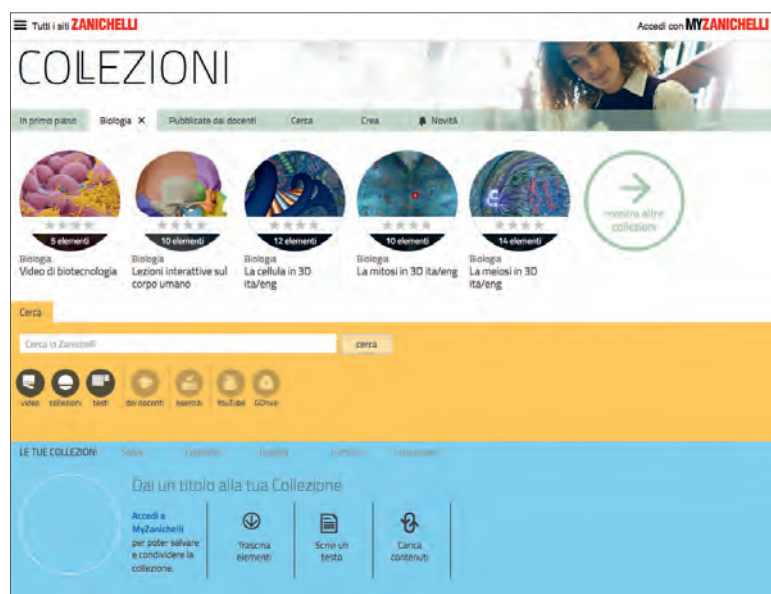 Tutti i siti ZANICHELLI
Accedi con MYZANICHELLI
COLLEZIONI
In primo piano
Biologia ×
Pubblicate dai docenti
Cerca
Crea
Novità
5 elementi
10 elementi
12 elementi
10 elementi
14 elementi
mostra altre
collezioni
Biologia
Video di biotecnologia
Biologia
Lezioni interattive sul
corpo umano
Biologia
La cellula in 3D
ita/eng
Biologia
La mitosi in 3D ita/eng
Biologia
La meiosi in 3D
ita/eng
Cerca
Cerca in Zanichelli
cerca
video
collezioni
testi
dei docenti
esercizi
YouTube
GDrive
LE TUE COLLEZIONI
Salva
Dai un titolo alla tua Collezione
Accedi a
MyZanichelli
per poter salvare
e condividere la
collezione.
Trascina
elementi
Scrivi un
testo
Carica
contenuti